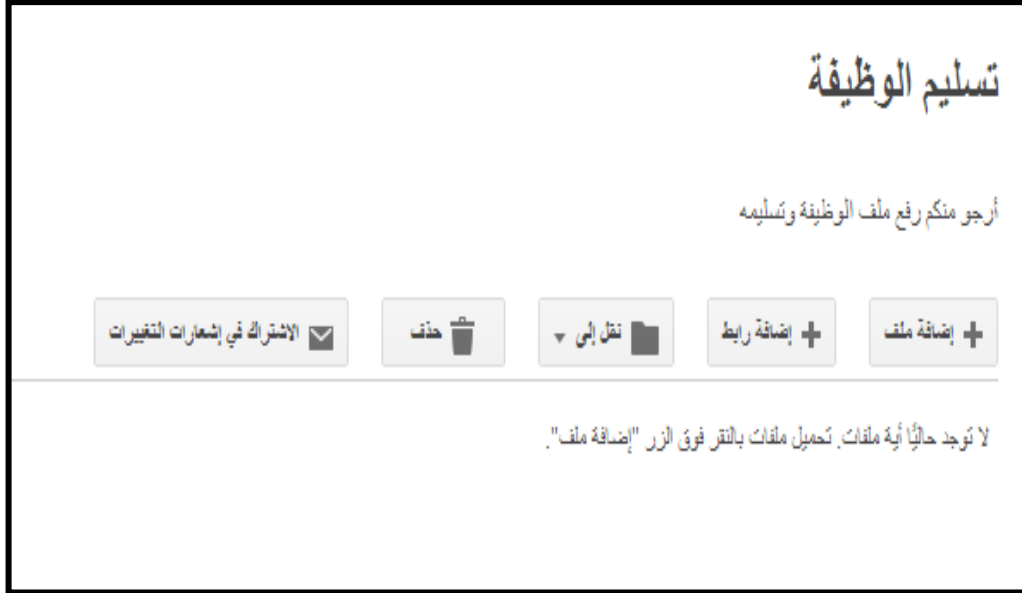 تسليم الوظيفة
أرجو منكم رفع ملف الوظيفة وتسليمه
إضافة ملف إضافة رابط نقل إلى حذف الاشتراك في إشعارات التغييرات
لا توجد حاليًا أية ملفات. تحميل ملفات بالنقر فوق الزر "إضافة ملف".